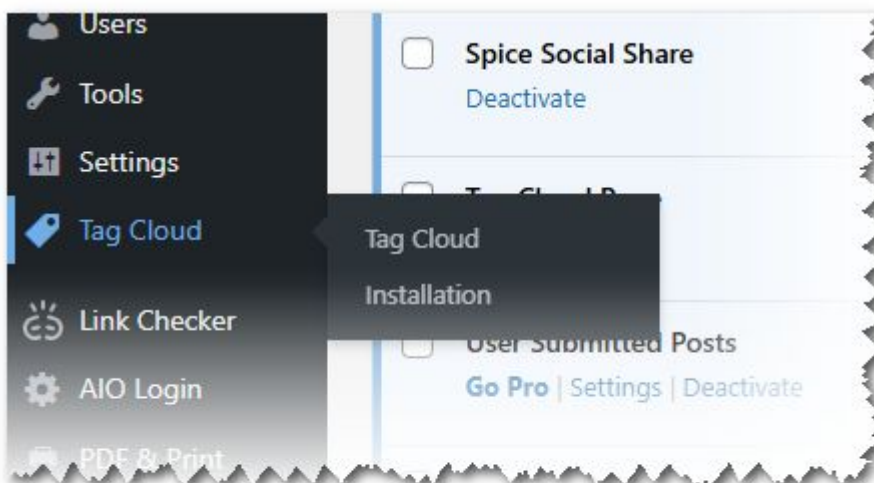 Users
Tools
Settings
Tag Cloud
Link Checker
AIO Login
PDF & Print
Tag Cloud
Installation
Spice Social Share
Deactivate
User Submitted Posts
Go Pro | Settings | Deactivate